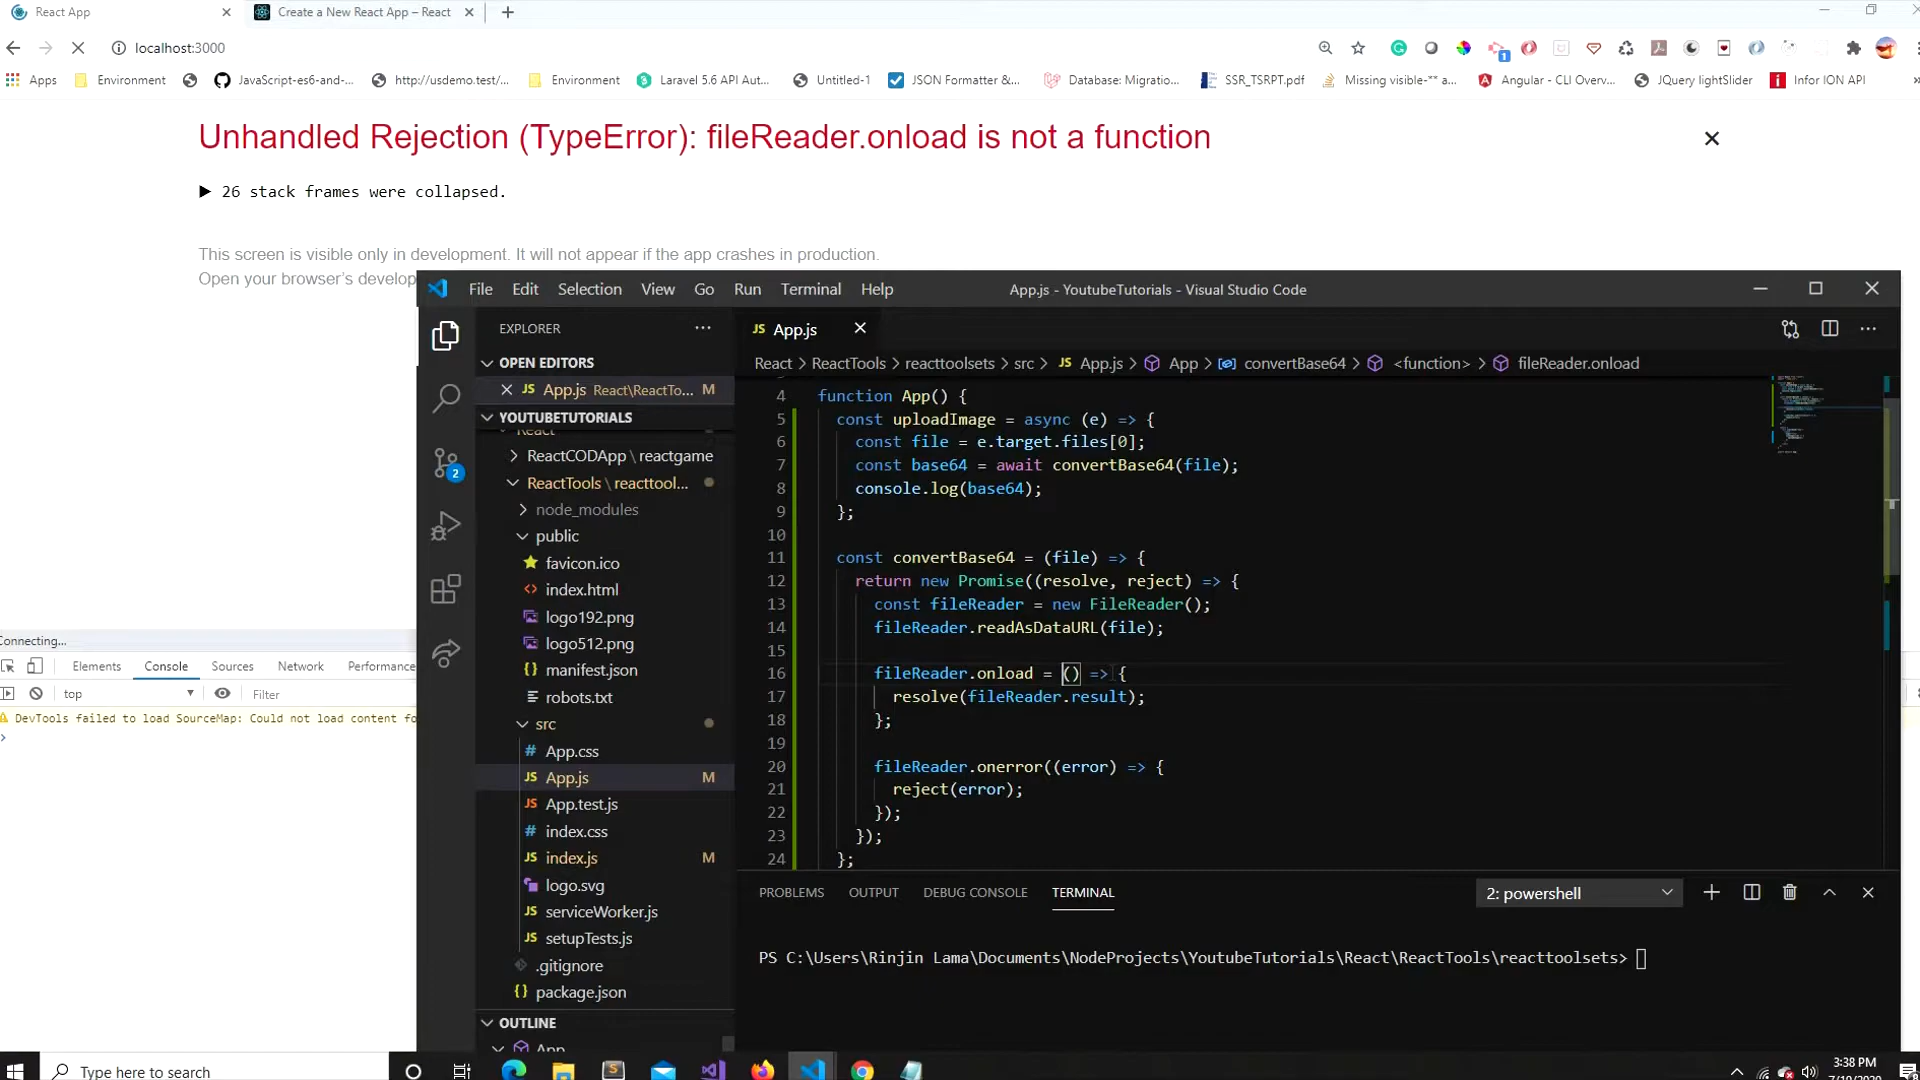 React App
Create a New React App – React
localhost:3000
Apps
Environment
JavaScript-es6-and-...
http://usdemo.test/...
Environment
Laravel 5.6 API Aut...
Untitled-1
JSON Formatter &...
Database: Migratio...
SSR_TSRPT.pdf
Missing visible-** a...
Angular - CLI Overv...
JQuery lightSlider
Infor ION API
Unhandled Rejection (TypeError): fileReader.onload is not a function
26 stack frames were collapsed.
This screen is visible only in development. It will not appear if the app crashes in production.
Open your browser's develop
File Edit Selection View Go Run Terminal Help
App.js - YoutubeTutorials - Visual Studio Code
EXPLORER
OPEN EDITORS
JS App.js React\ReactTo... M
YOUTUBETUTORIALS
React
ReactCODApp \ reactgame
ReactTools \ reacttool...
node_modules
public
favicon.ico
<> index.html
logo192.png
logo512.png
{} manifest.json
robots.txt
src
# App.css
JS App.js M
JS App.test.js
# index.css
JS index.js M
logo.svg
JS serviceWorker.js
JS setupTests.js
.gitignore
{} package.json
OUTLINE
App
2
JS App.js
React > ReactTools > reacttoolsets > src > JS App.js > App > convertBase64 > <function> > fileReader.onload
4 function App() {
5 const uploadImage = async (e) => {
6 const file = e.target.files[0];
7 const base64 = await convertBase64(file);
8 console.log(base64);
9 };
10
11 const convertBase64 = (file) => {
12 return new Promise((resolve, reject) => {
13 const fileReader = new FileReader();
14 fileReader.readAsDataURL(file);
15
16 fileReader.onload = () => {
17 resolve(fileReader.result);
18 };
19
20 fileReader.onerror((error) => {
21 reject(error);
22 });
23 });
24 };
PROBLEMS OUTPUT DEBUG CONSOLE TERMINAL
2: powershell
PS C:\Users\Rinjin Lama\Documents\NodeProjects\YoutubeTutorials\React\ReactTools\reacttoolsets>
Connecting...
Elements Console Sources Network Performance
top
Filter
DevTools failed to load SourceMap: Could not load content fo
Type here to search
3:38 PM